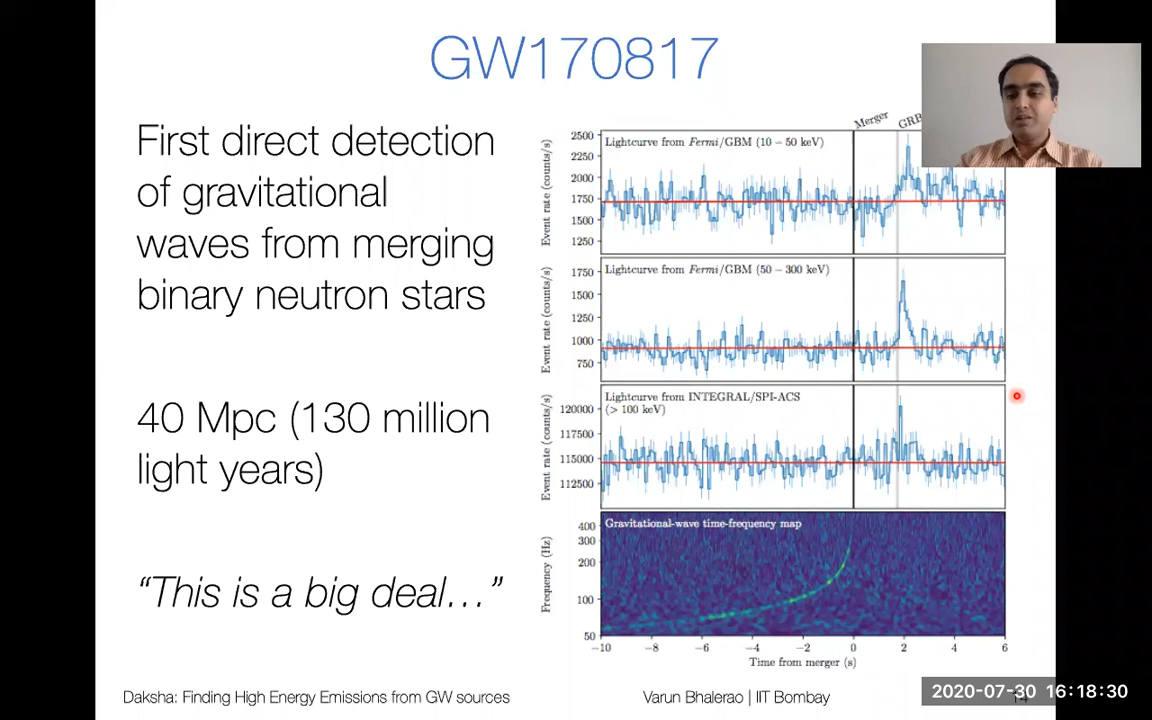 GW170817
First direct detection
of gravitational
waves from merging
binary neutron stars
40 Mpc (130 million
light years)
“This is a big deal…”
Merger
GRB
Lightcurve from Fermi/GBM (10 − 50 keV)
Event rate (counts/s)
2500
2250
2000
1750
1500
1250
Lightcurve from Fermi/GBM (50 − 300 keV)
Event rate (counts/s)
1750
1500
1250
1000
750
Lightcurve from INTEGRAL/SPI-ACS
(> 100 keV)
Event rate (counts/s)
120000
117500
115000
112500
Gravitational-wave time-frequency map
Frequency (Hz)
400
300
200
100
50
−10 −8 −6 −4 −2 0 2 4 6
Time from merger (s)
Daksha: Finding High Energy Emissions from GW sources
Varun Bhalerao | IIT Bombay
2020-07-30 16:18:30